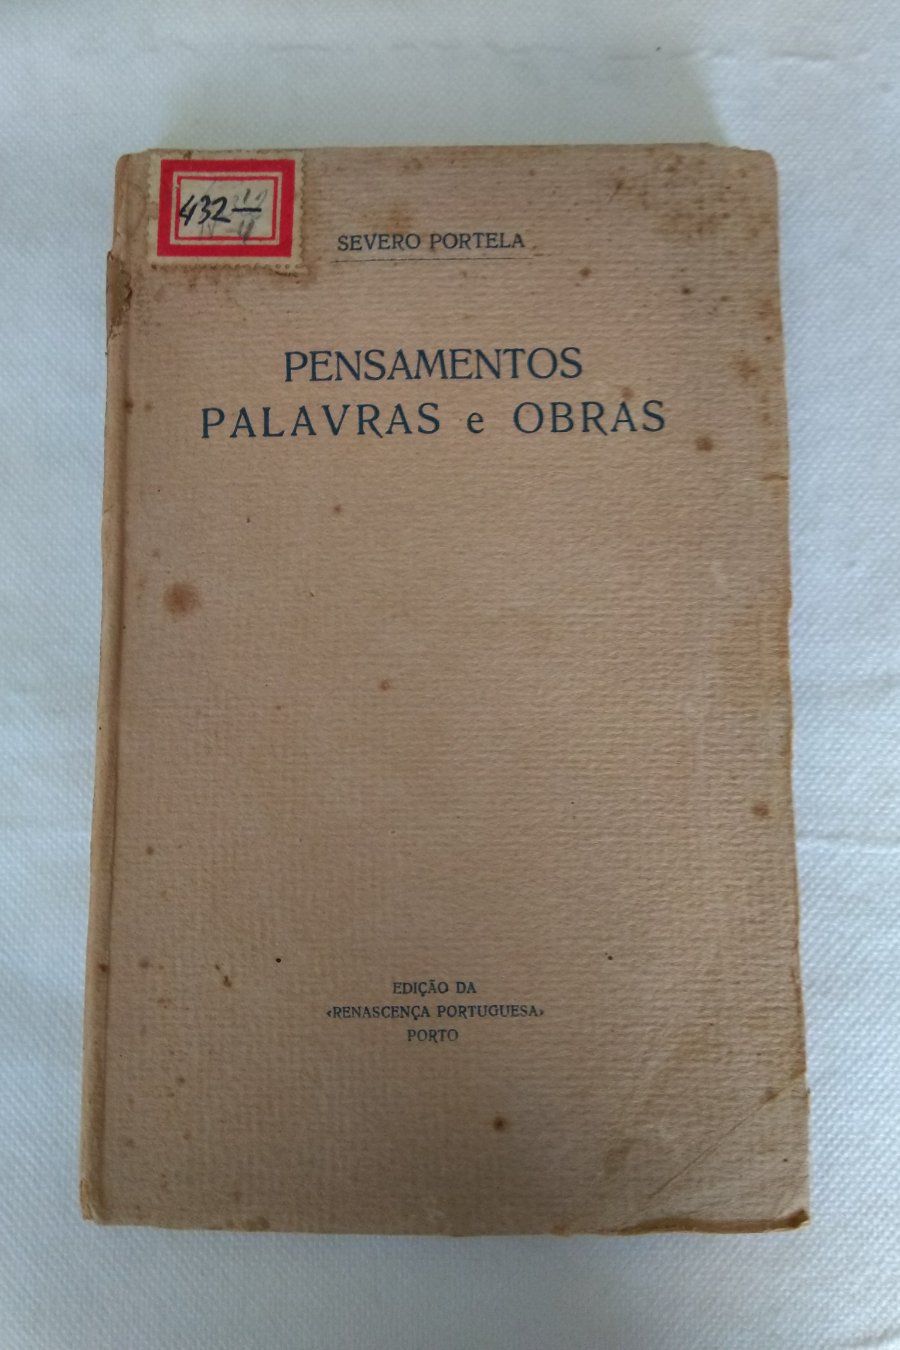 432
SEVERO PORTELA
PENSAMENTOS
PALAVRAS e OBRAS
EDIÇÃO DA
«RENASCENÇA PORTUGUESA»
PORTO